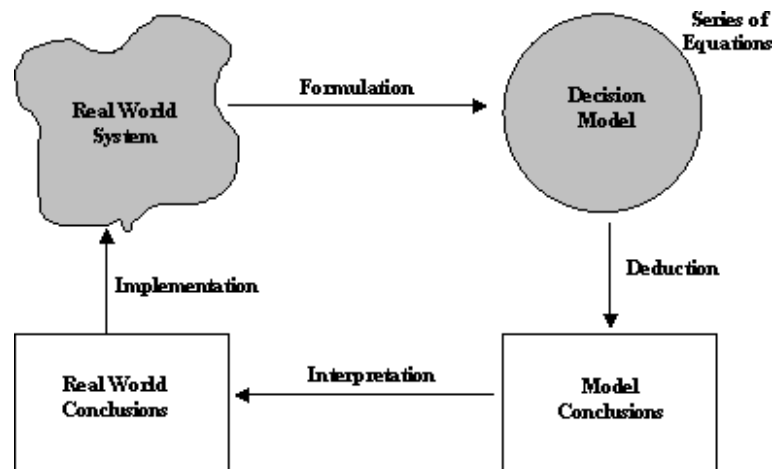 Series of
Equations
Real World
System
Formulation
Decision
Model
Deduction
Implementation
Real World
Conclusions
Interpretation
Model
Conclusions